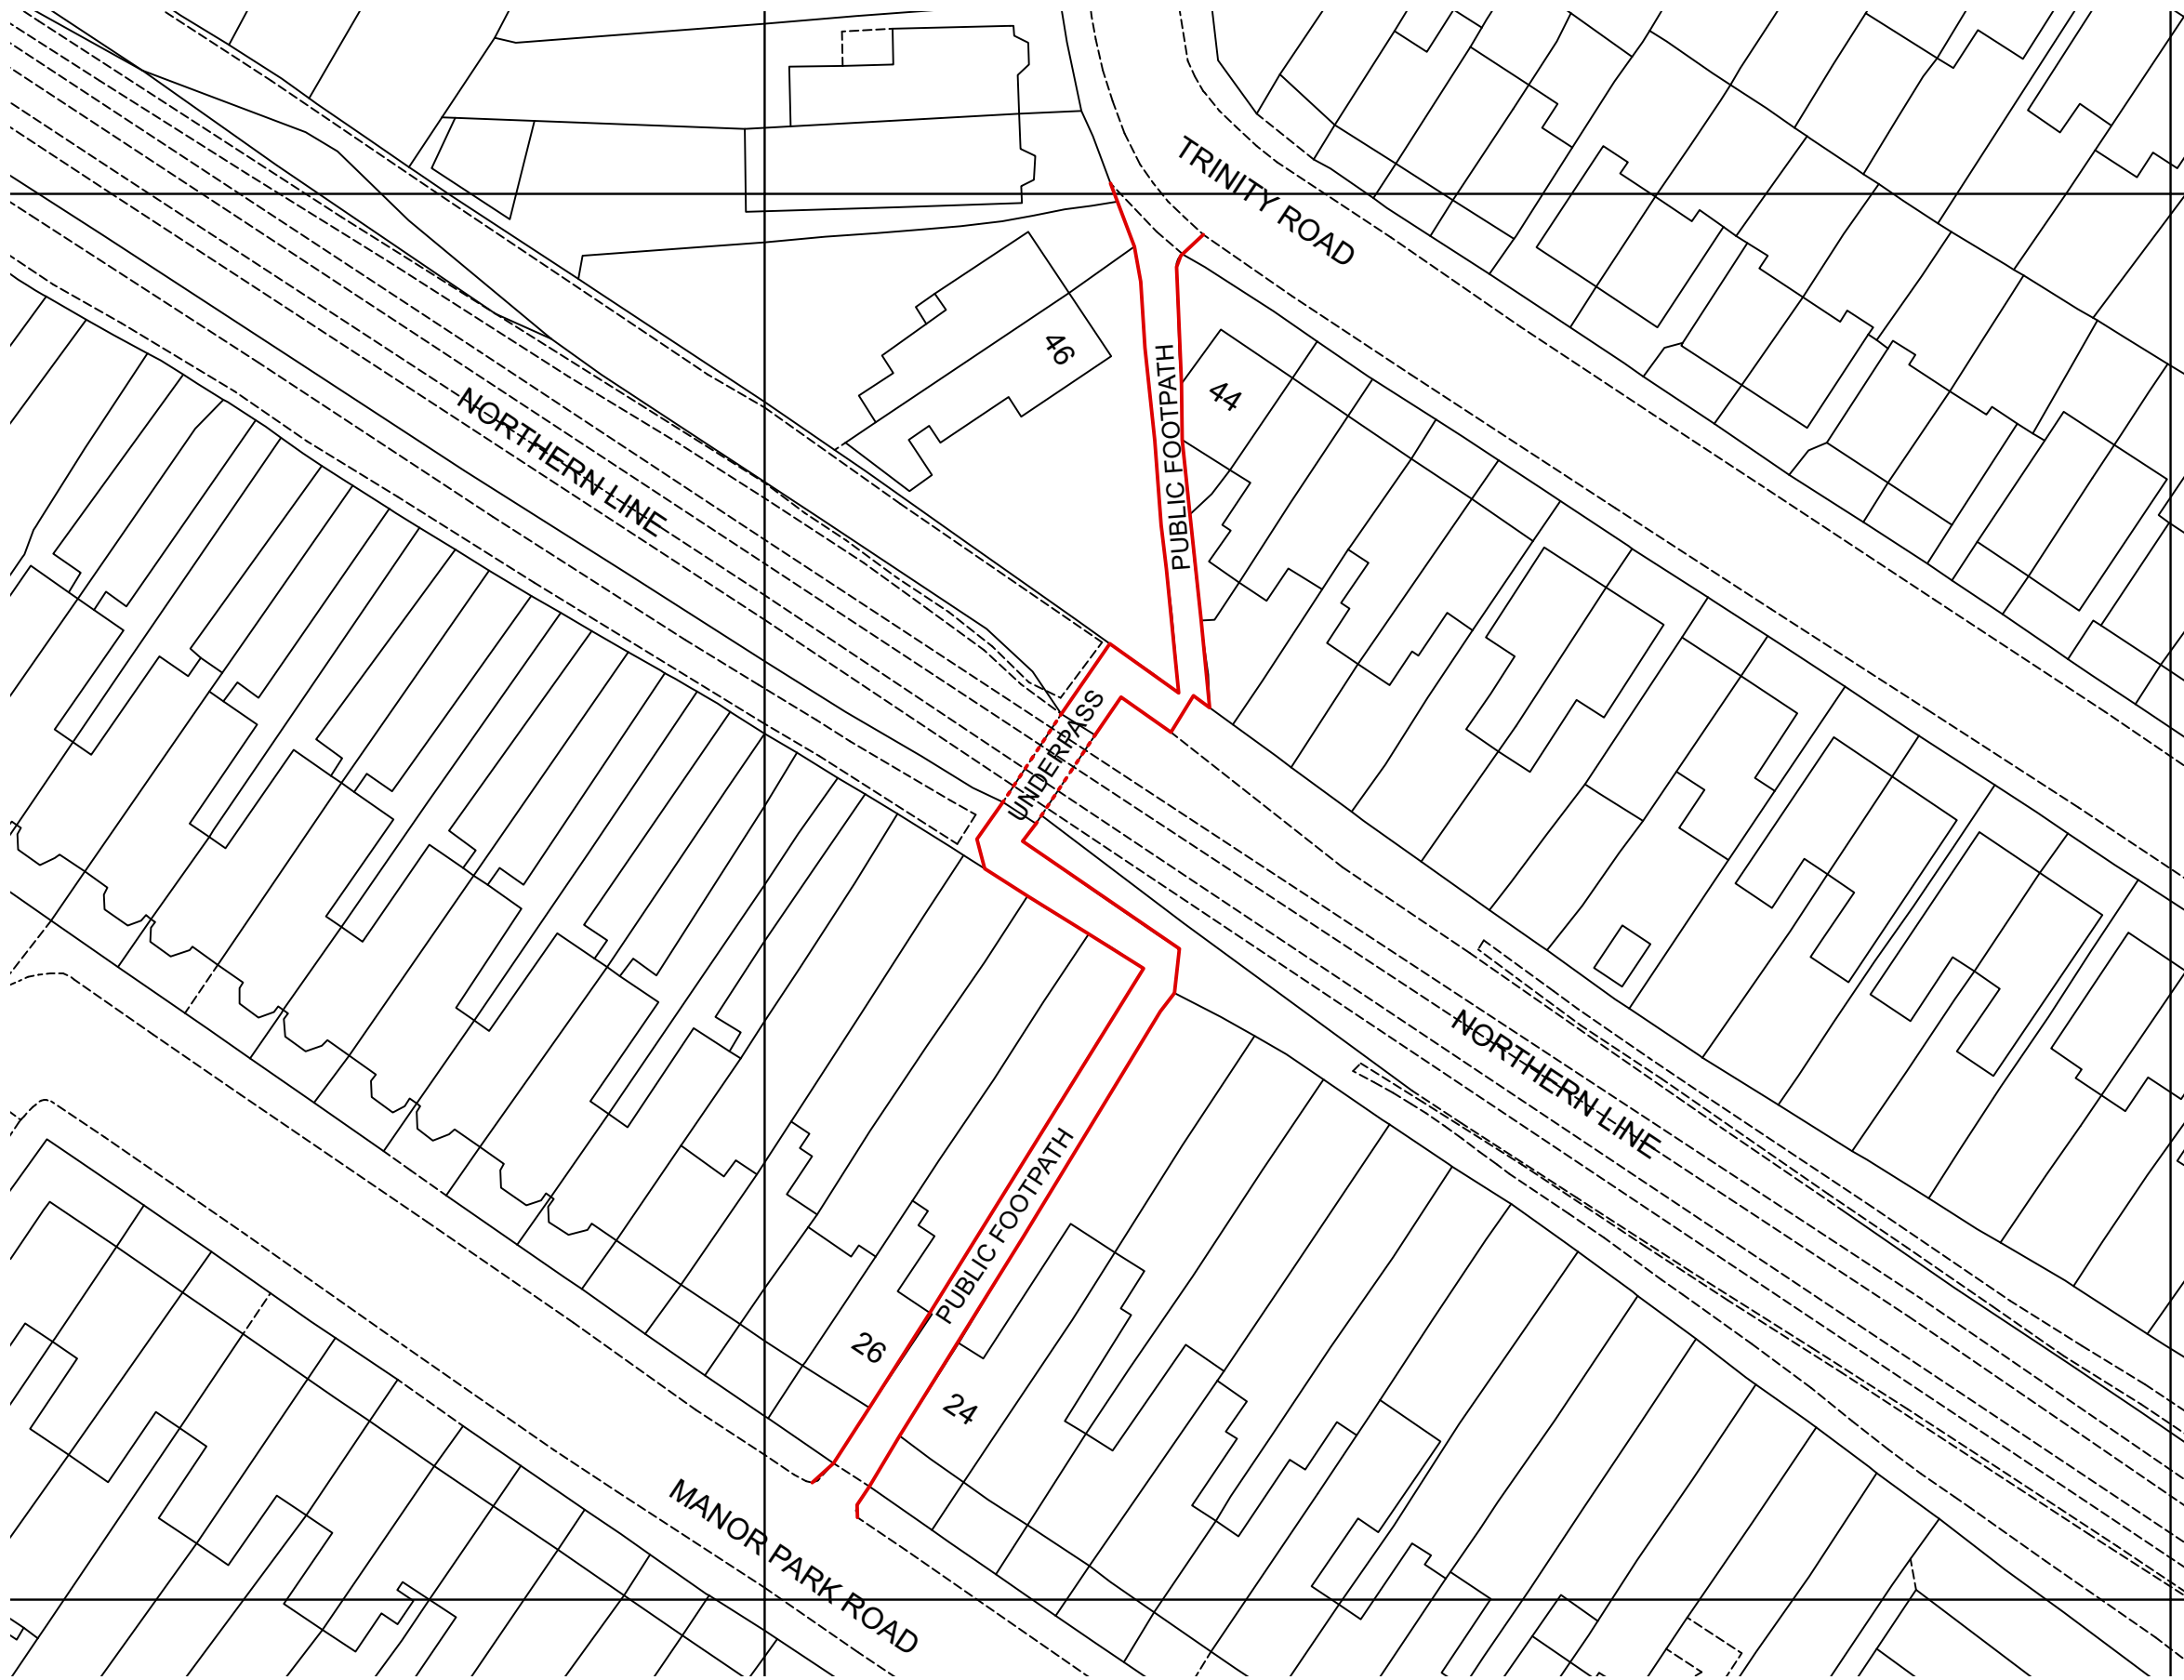 TRINITY ROAD
46
PUBLIC FOOTPATH
44
NORTHERN LINE
UNDERPASS
NORTHERN LINE
PUBLIC FOOTPATH
26
24
MANOR PARK ROAD